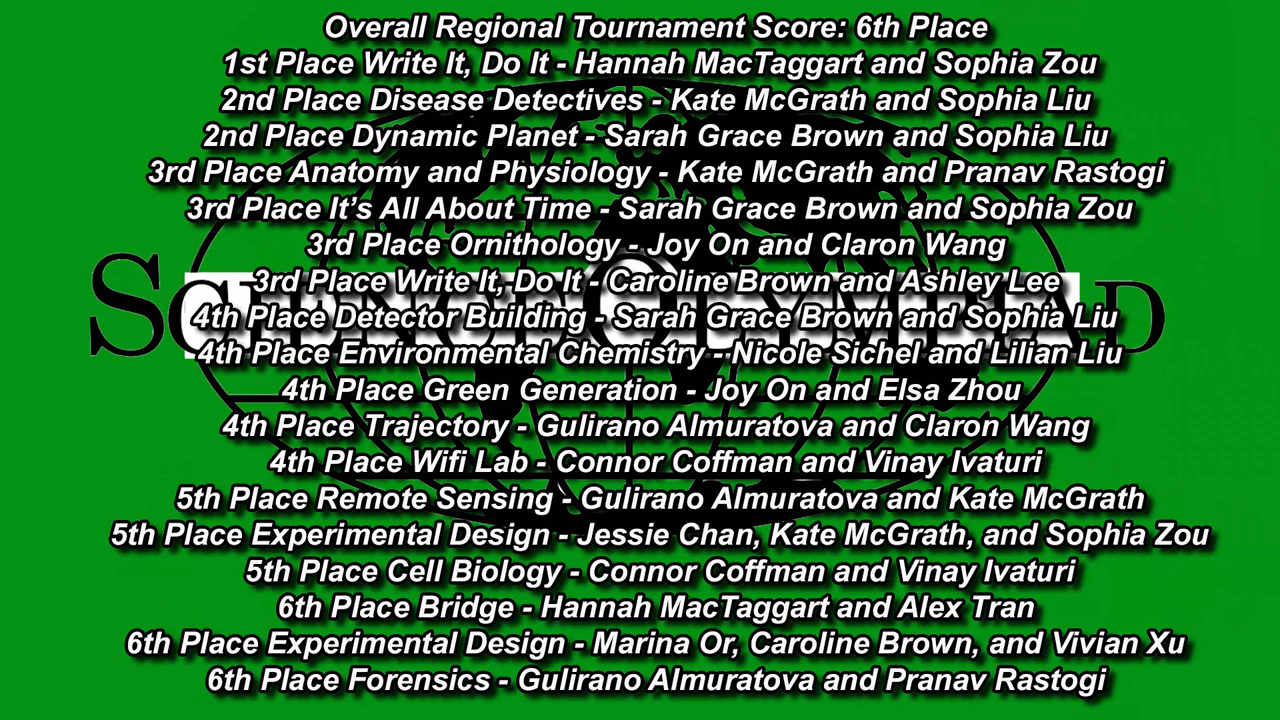 Overall Regional Tournament Score: 6th Place
1st Place Write It, Do It - Hannah MacTaggart and Sophia Zou
2nd Place Disease Detectives - Kate McGrath and Sophia Liu
2nd Place Dynamic Planet - Sarah Grace Brown and Sophia Liu
3rd Place Anatomy and Physiology - Kate McGrath and Pranav Rastogi
3rd Place It’s All About Time - Sarah Grace Brown and Sophia Zou
3rd Place Ornithology - Joy On and Claron Wang
3rd Place Write It, Do It - Caroline Brown and Ashley Lee
SCIENCE OLYMPIAD
4th Place Detector Building - Sarah Grace Brown and Sophia Liu
4th Place Environmental Chemistry - Nicole Sichel and Lilian Liu
4th Place Green Generation - Joy On and Elsa Zhou
4th Place Trajectory - Gulirano Almuratova and Claron Wang
4th Place Wifi Lab - Connor Coffman and Vinay Ivaturi
5th Place Remote Sensing - Gulirano Almuratova and Kate McGrath
5th Place Experimental Design - Jessie Chan, Kate McGrath, and Sophia Zou
5th Place Cell Biology - Connor Coffman and Vinay Ivaturi
6th Place Bridge - Hannah MacTaggart and Alex Tran
6th Place Experimental Design - Marina Or, Caroline Brown, and Vivian Xu
6th Place Forensics - Gulirano Almuratova and Pranav Rastogi